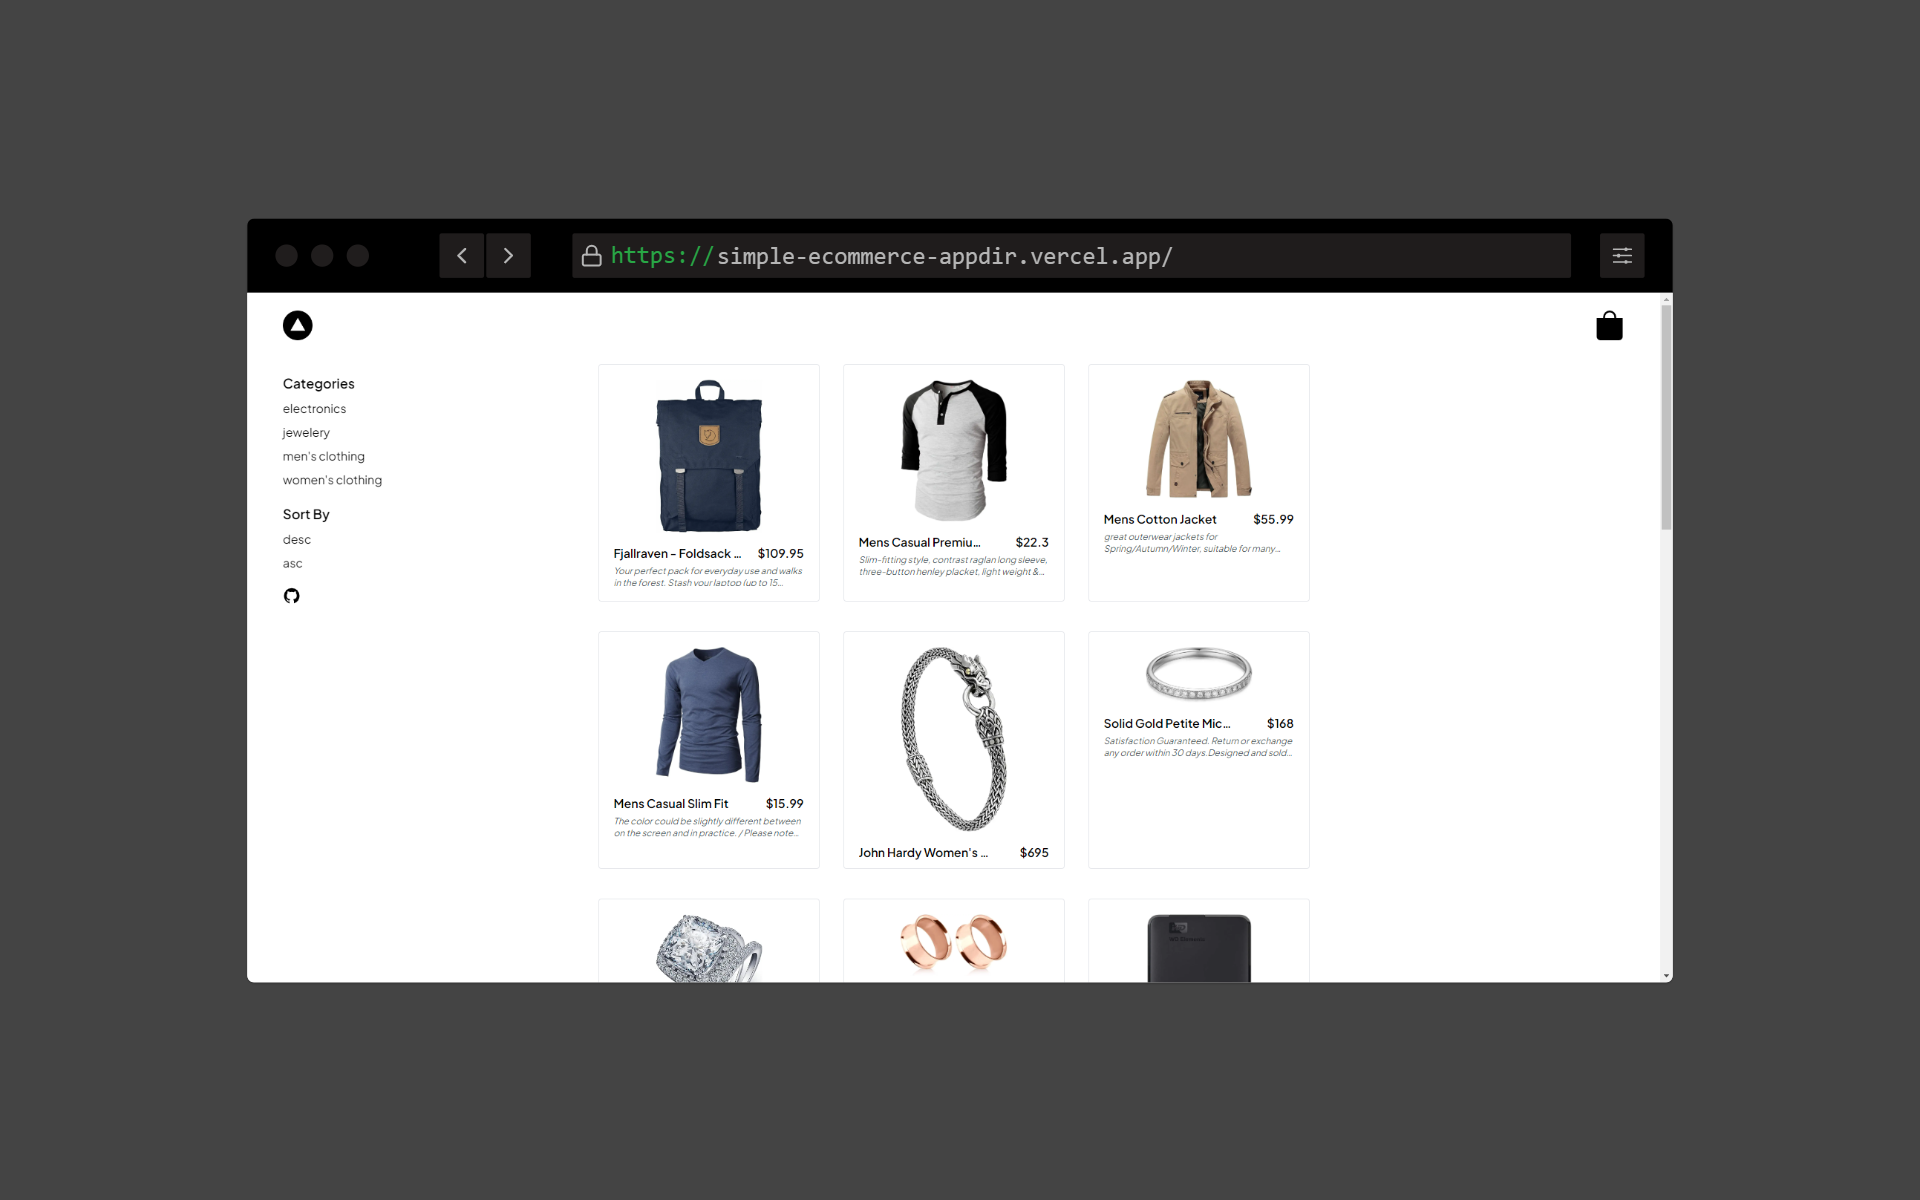 https://simple-ecommerce-appdir.vercel.app/
Categories
electronics
jewelery
men's clothing
women's clothing
Sort By
desc
asc
Fjallraven - Foldsack ... $109.95
Your perfect pack for everyday use and walks
in the forest. Stash your laptop (up to 15...
Mens Casual Premiu... $22.3
Slim-fitting style, contrast raglan long sleeve,
three-button henley placket, light weight &...
Mens Cotton Jacket $55.99
great outerwear jackets for
Spring/Autumn/Winter, suitable for many...
Mens Casual Slim Fit $15.99
The color could be slightly different between
on the screen and in practice. / Please note...
John Hardy Women's ... $695
Solid Gold Petite Mic... $168
Satisfaction Guaranteed. Return or exchange
any order within 30 days.Designed and sold...